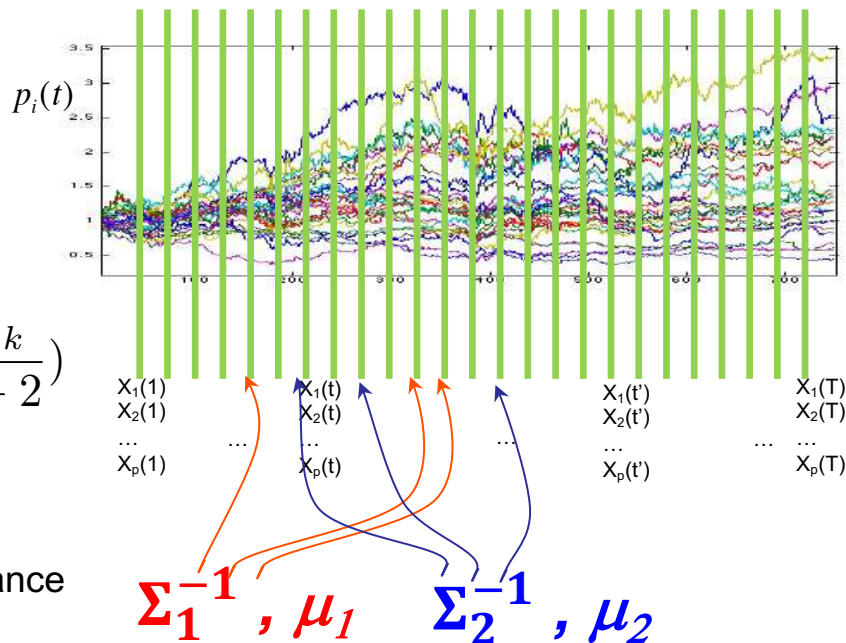 3.5
3
p_i(t)
2.5
2
1.5
1
0.5
100 200 300 400 500 600 700
k
- 2 )
X_1(1) X_1(t) X_1(t') X_1(T)
X_2(1) X_2(t) X_2(t') X_2(T)
... ... ... ... ... ... ...
X_p(1) X_p(t) X_p(t') X_p(T)
ance
Σ_1^{-1} , μ_1 Σ_2^{-1} , μ_2